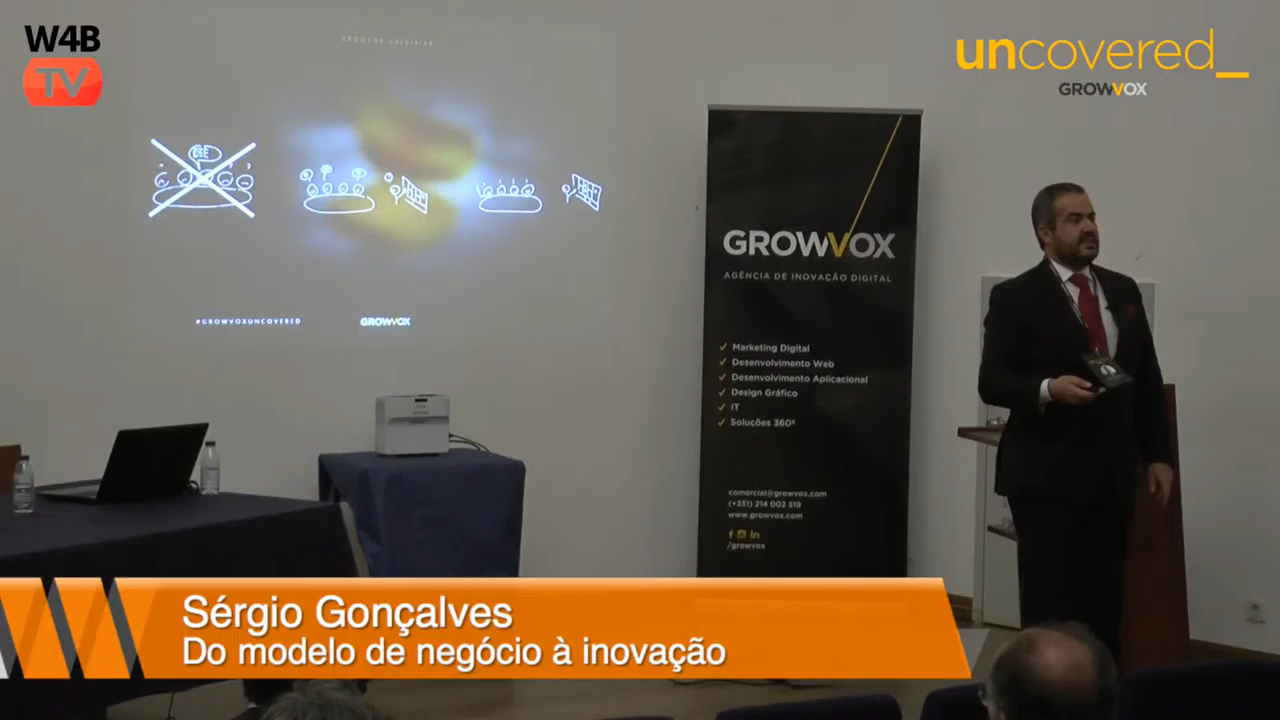 W4B
TV
uncovered_
GROWVOX
GROWVOX UNCOVERED
#GROWVOXUNCOVERED
GROWVOX
GROWVOX
AGÊNCIA DE INOVAÇÃO DIGITAL
Marketing Digital
Desenvolvimento Web
Desenvolvimento Aplicacional
Design Gráfico
IT
Soluções 360º
comercial@growvox.com
(+351) 214 002 519
www.growvox.com
/growvox
Sérgio Gonçalves
Do modelo de negócio à inovação